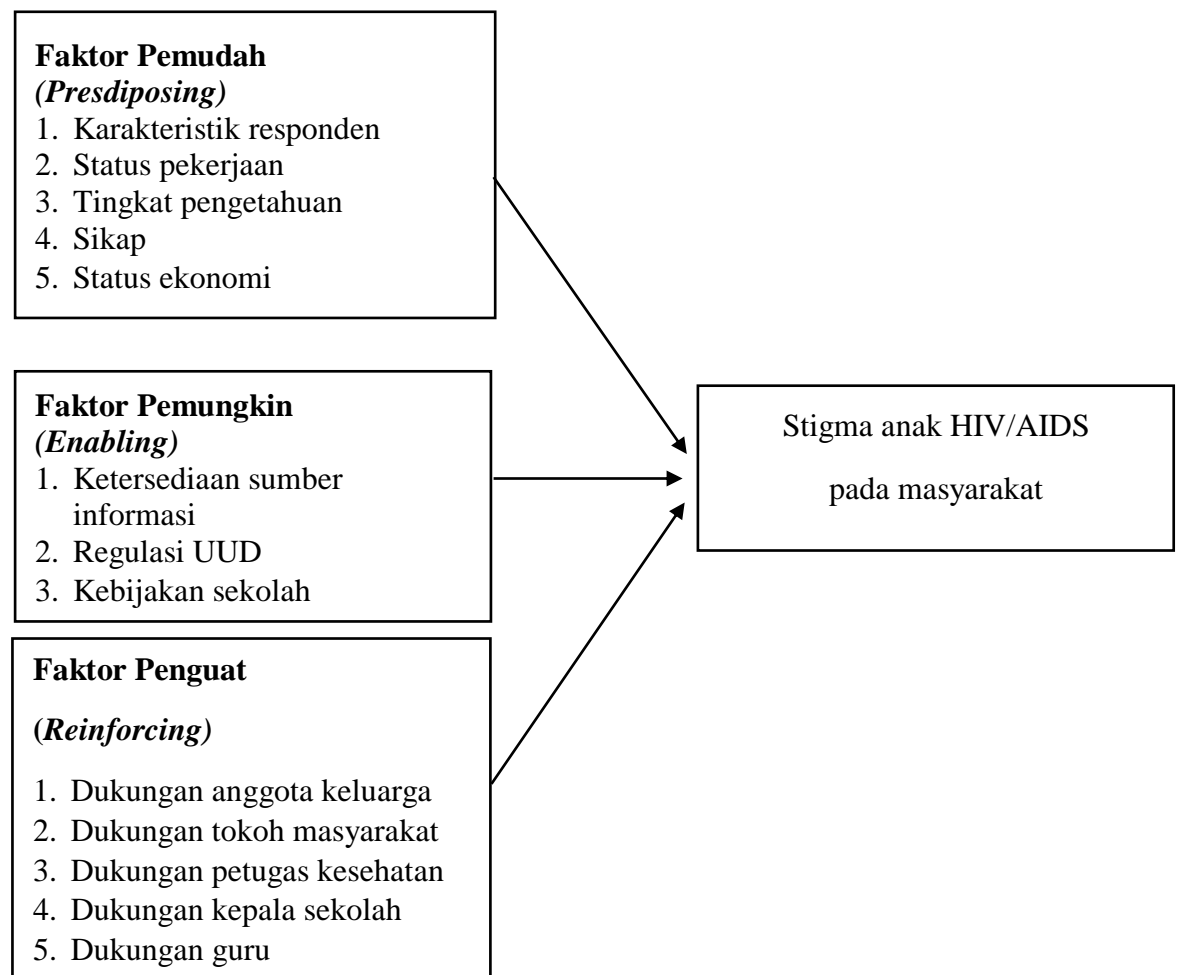 Faktor Pemudah
(Presdiposing)
1. Karakteristik responden
2. Status pekerjaan
3. Tingkat pengetahuan
4. Sikap
5. Status ekonomi
Faktor Pemungkin
(Enabling)
1. Ketersediaan sumber
informasi
2. Regulasi UUD
3. Kebijakan sekolah
Faktor Penguat
(Reinforcing)
1. Dukungan anggota keluarga
2. Dukungan tokoh masyarakat
3. Dukungan petugas kesehatan
4. Dukungan kepala sekolah
5. Dukungan guru
Stigma anak HIV/AIDS
pada masyarakat